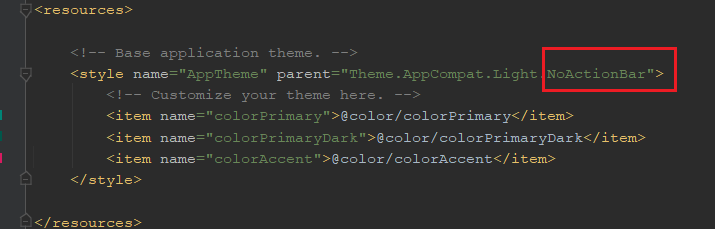 <resources>
<!-- Base application theme. -->
<style name="AppTheme" parent="Theme.AppCompat.Light.NoActionBar">
<!-- Customize your theme here. -->
<item name="colorPrimary">@color/colorPrimary</item>
<item name="colorPrimaryDark">@color/colorPrimaryDark</item>
<item name="colorAccent">@color/colorAccent</item>
</style>
</resources>